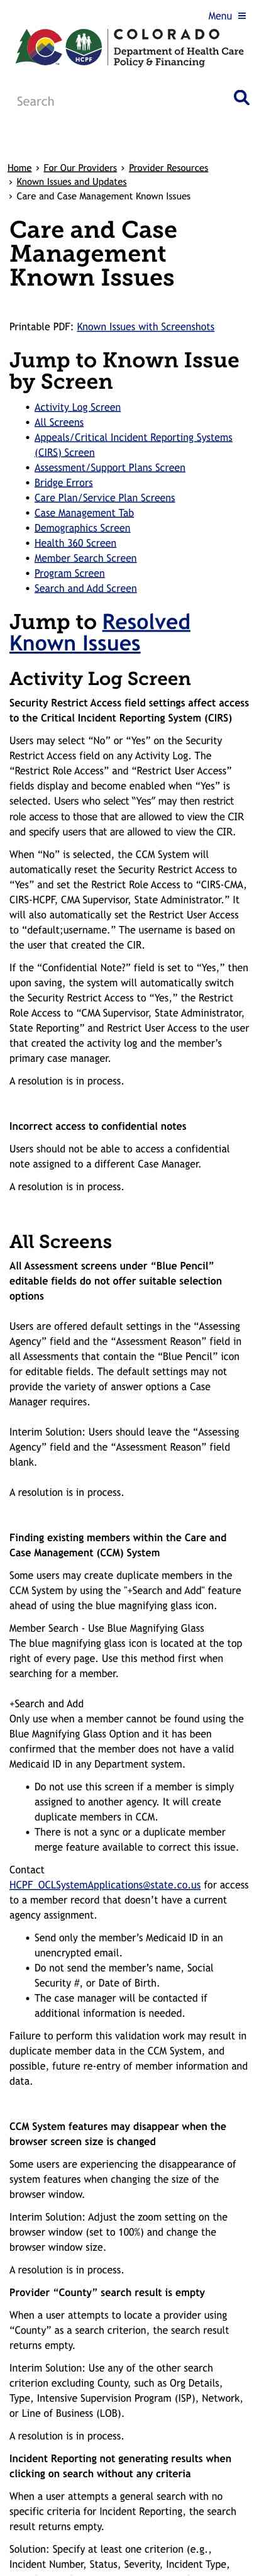 Menu ≡
COLORADO
HCPF
Department of Health Care
Policy & Financing
Search
Home › For Our Providers › Provider Resources
› Known Issues and Updates
› Care and Case Management Known Issues
Care and Case
Management
Known Issues
Printable PDF: Known Issues with Screenshots
Jump to Known Issue
by Screen
• Activity Log Screen
• All Screens
• Appeals/Critical Incident Reporting Systems
(CIRS) Screen
• Assessment/Support Plans Screen
• Bridge Errors
• Care Plan/Service Plan Screens
• Case Management Tab
• Demographics Screen
• Health 360 Screen
• Member Search Screen
• Program Screen
• Search and Add Screen
Jump to Resolved
Known Issues
Activity Log Screen
Security Restrict Access field settings affect access
to the Critical Incident Reporting System (CIRS)
Users may select “No” or “Yes” on the Security
Restrict Access field on any Activity Log. The
“Restrict Role Access” and “Restrict User Access”
fields display and become enabled when “Yes” is
selected. Users who select “Yes” may then restrict
role access to those that are allowed to view the CIR
and specify users that are allowed to view the CIR.
When “No” is selected, the CCM System will
automatically reset the Security Restrict Access to
“Yes” and set the Restrict Role Access to “CIRS-CMA,
CIRS-HCPF, CMA Supervisor, State Administrator.” It
will also automatically set the Restrict User Access
to “default;username.” The username is based on
the user that created the CIR.
If the “Confidential Note?” field is set to “Yes,” then
upon saving, the system will automatically switch
the Security Restrict Access to “Yes,” the Restrict
Role Access to “CMA Supervisor, State Administrator,
State Reporting” and Restrict User Access to the user
that created the activity log and the member’s
primary case manager.
A resolution is in process.
Incorrect access to confidential notes
Users should not be able to access a confidential
note assigned to a different Case Manager.
A resolution is in process.
All Screens
All Assessment screens under “Blue Pencil”
editable fields do not offer suitable selection
options
Users are offered default settings in the “Assessing
Agency” field and the “Assessment Reason” field in
all Assessments that contain the “Blue Pencil” icon
for editable fields. The default settings may not
provide the variety of answer options a Case
Manager requires.
Interim Solution: Users should leave the “Assessing
Agency” field and the “Assessment Reason” field
blank.
A resolution is in process.
Finding existing members within the Care and
Case Management (CCM) System
Some users may create duplicate members in the
CCM System by using the "+Search and Add" feature
ahead of using the blue magnifying glass icon.
Member Search - Use Blue Magnifying Glass
The blue magnifying glass icon is located at the top
right of every page. Use this method first when
searching for a member.
+Search and Add
Only use when a member cannot be found using the
Blue Magnifying Glass Option and it has been
confirmed that the member does not have a valid
Medicaid ID in any Department system.
• Do not use this screen if a member is simply
assigned to another agency. It will create
duplicate members in CCM.
• There is not a sync or a duplicate member
merge feature available to correct this issue.
Contact
HCPF_OCLSystemApplications@state.co.us for access
to a member record that doesn’t have a current
agency assignment.
• Send only the member’s Medicaid ID in an
unencrypted email.
• Do not send the member’s name, Social
Security #, or Date of Birth.
• The case manager will be contacted if
additional information is needed.
Failure to perform this validation work may result in
duplicate member data in the CCM System, and
possible, future re-entry of member information and
data.
CCM System features may disappear when the
browser screen size is changed
Some users are experiencing the disappearance of
system features when changing the size of the
browser window.
Interim Solution: Adjust the zoom setting on the
browser window (set to 100%) and change the
browser window size.
A resolution is in process.
Provider “County” search result is empty
When a user attempts to locate a provider using
“County” as a search criterion, the search result
returns empty.
Interim Solution: Use any of the other search
criterion excluding County, such as Org Details,
Type, Intensive Supervision Program (ISP), Network,
or Line of Business (LOB).
A resolution is in process.
Incident Reporting not generating results when
clicking on search without any criteria
When a user attempts a general search with no
specific criteria for Incident Reporting, the search
result returns empty.
Solution: Specify at least one criterion (e.g.,
Incident Number, Status, Severity, Incident Type,